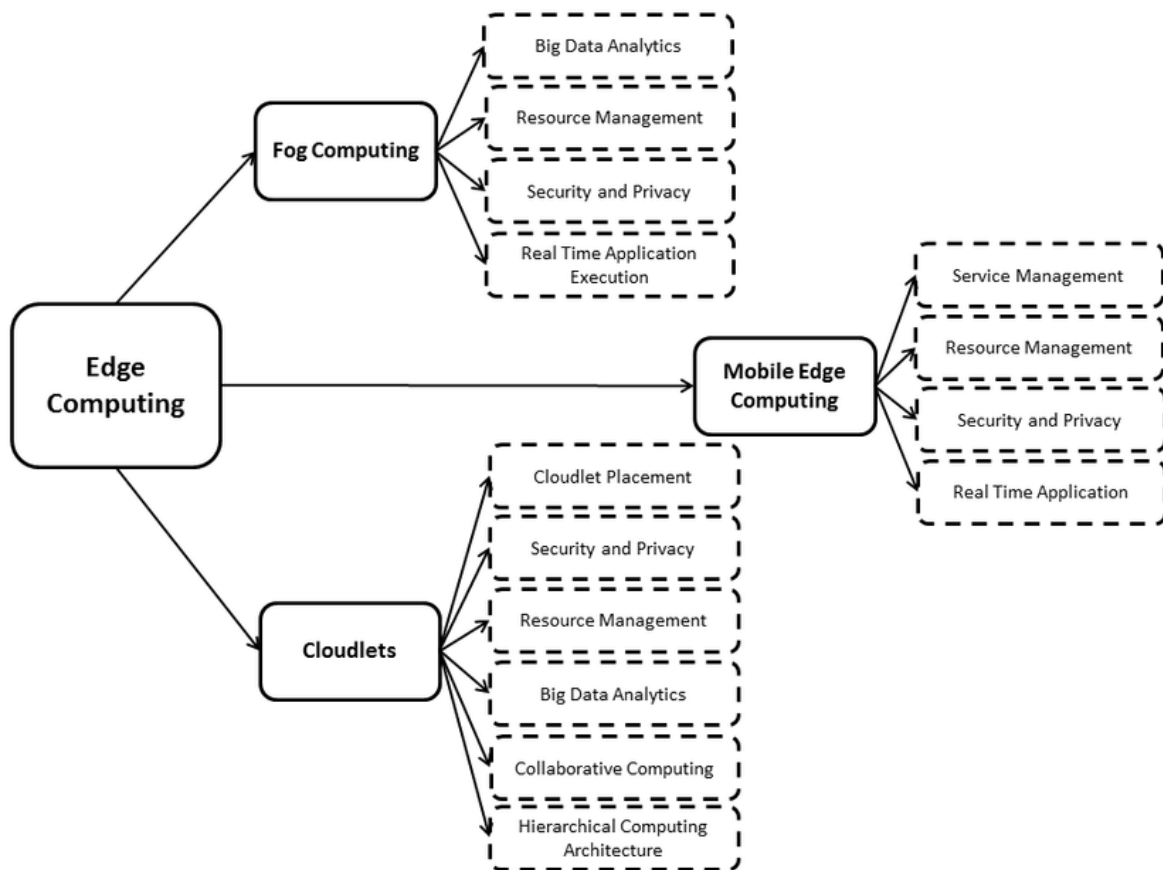 Edge
Computing
Fog Computing
Big Data Analytics
Resource Management
Security and Privacy
Real Time Application
Execution
Mobile Edge
Computing
Service Management
Resource Management
Security and Privacy
Real Time Application
Cloudlets
Cloudlet Placement
Security and Privacy
Resource Management
Big Data Analytics
Collaborative Computing
Hierarchical Computing
Architecture